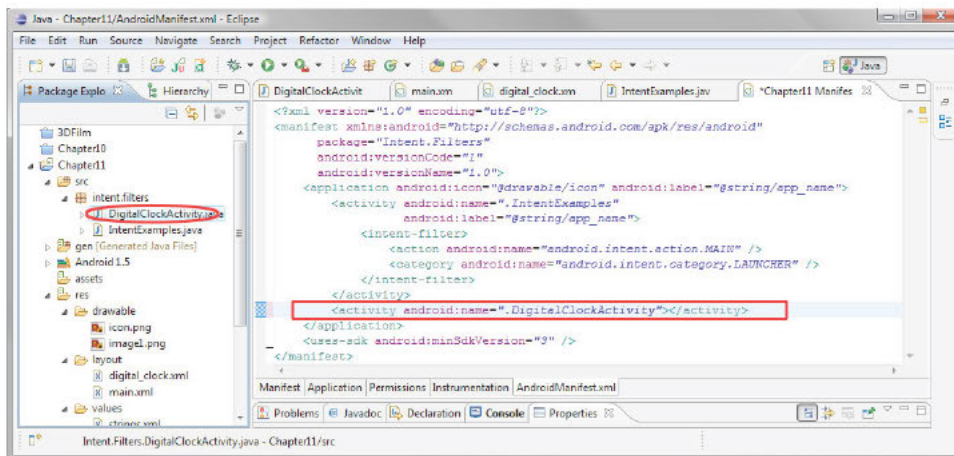 Java - Chapter11/AndroidManifest.xml - Eclipse
File Edit Run Source Navigate Search Project Refactor Window Help
Java
Package Explo
Hierarchy
DigitalClockActivit
main.xm
digital_clock.xm
IntentExamples.jav
*Chapter11 Manifes
3DFilm
Chapter10
Chapter11
src
intent.filters
DigitalClockActivity.java
IntentExamples.java
gen [Generated Java Files]
Android 1.5
assets
res
drawable
icon.png
image1.png
layout
digital_clock.xml
main.xml
values
strings.xml
<?xml version="1.0" encoding="utf-8"?>
<manifest xmlns:android="http://schemas.android.com/apk/res/android"
package="Intent.Filters"
android:versionCode="1"
android:versionName="1.0">
<application android:icon="@drawable/icon" android:label="@string/app_name">
<activity android:name=".IntentExamples"
android:label="@string/app_name">
<intent-filter>
<action android:name="android.intent.action.MAIN" />
<category android:name="android.intent.category.LAUNCHER" />
</intent-filter>
</activity>
<activity android:name=".DigitalClockActivity"></activity>
</application>
<uses-sdk android:minSdkVersion="3" />
</manifest>
Manifest Application Permissions Instrumentation AndroidManifest.xml
Problems Javadoc Declaration Console Properties
Intent.Filters.DigitalClockActivity.java - Chapter11/src